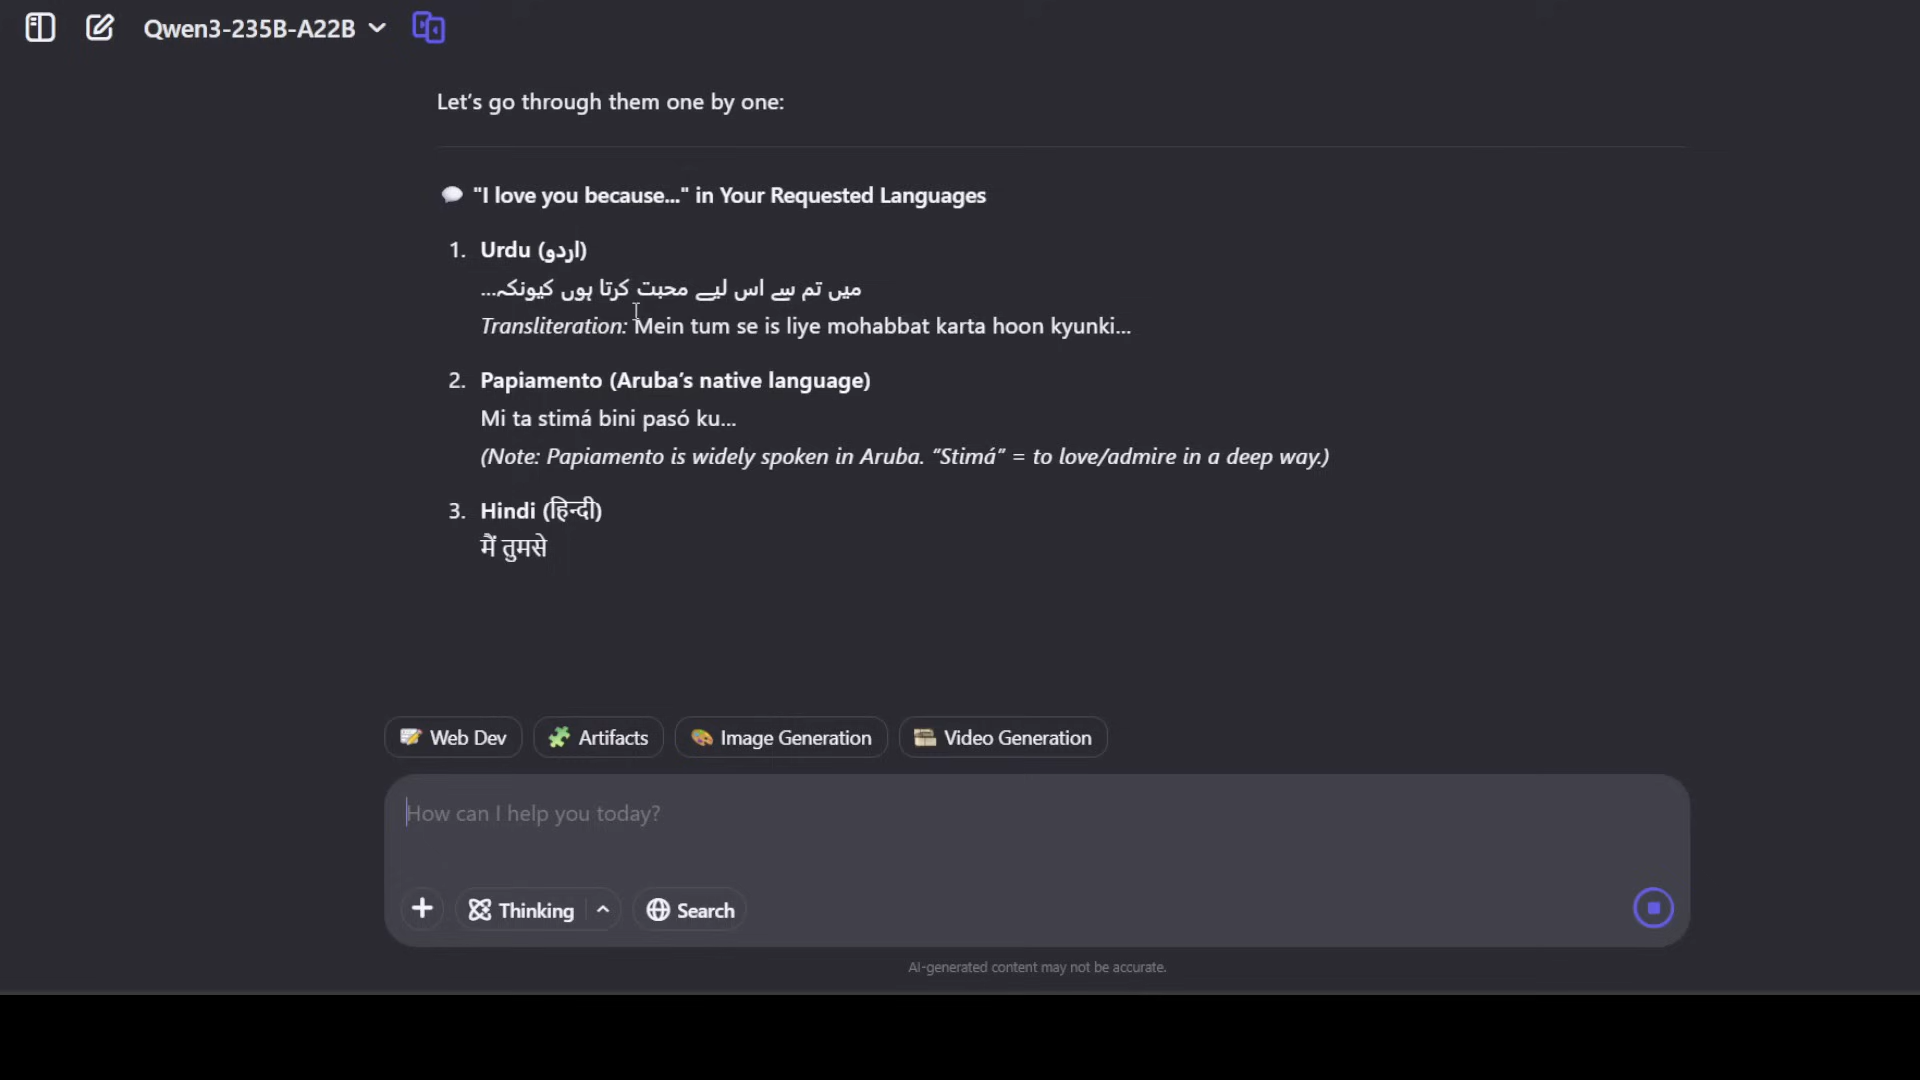 Qwen3-235B-A22B
Let's go through them one by one:
💬 "I love you because..." in Your Requested Languages
1. Urdu (اردو)
میں تم سے اس لیے محبت کرتا ہوں کیونکہ...
Transliteration: Mein tum se is liye mohabbat karta hoon kyunki...
2. Papiamento (Aruba's native language)
Mi ta stimá bini pasó ku...
(Note: Papiamento is widely spoken in Aruba. “Stimá” = to love/admire in a deep way.)
3. Hindi (हिन्दी)
मैं तुमसे
Web Dev Artifacts Image Generation Video Generation
How can I help you today?
Thinking Search
AI-generated content may not be accurate.